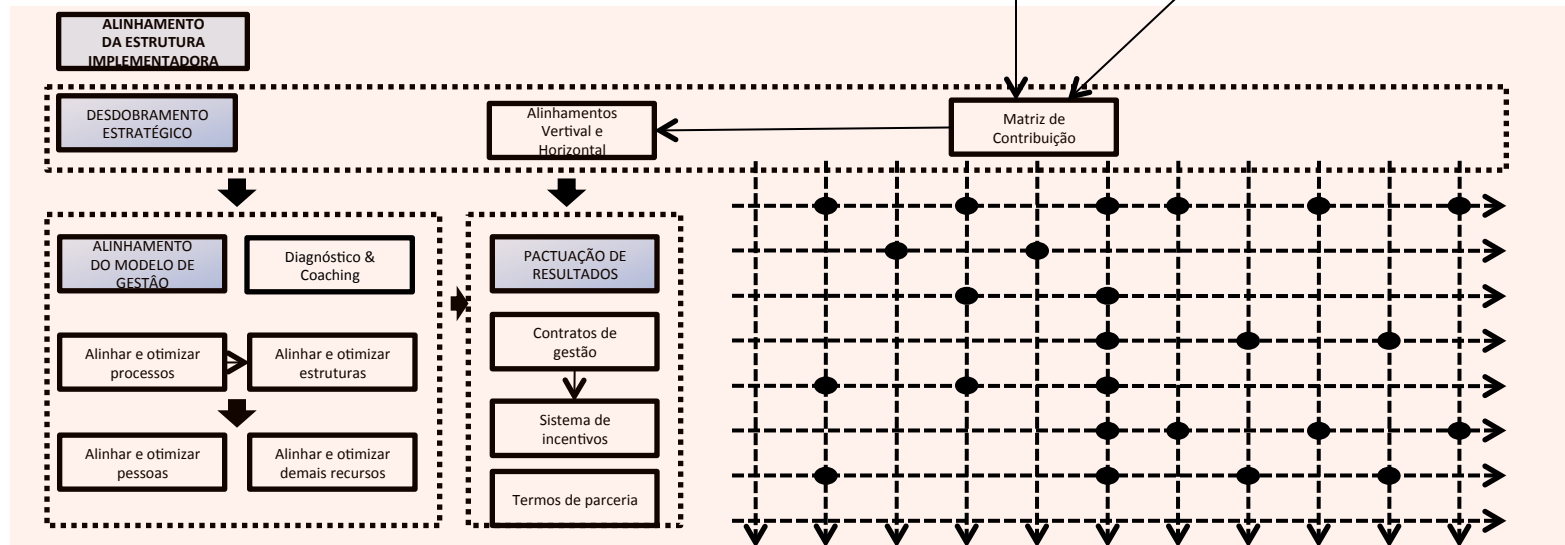 ALINHAMENTO
DA ESTRUTURA
IMPLEMENTADORA
DESDOBRAMENTO
ESTRATÉGICO
Alinhamentos
Vertival e
Horizontal
Matriz de
Contribuição
ALINHAMENTO
DO MODELO DE
GESTÂO
Diagnóstico &
Coaching
PACTUAÇÃO DE
RESULTADOS
Alinhar e otimizar
processos
Alinhar e otimizar
estruturas
Contratos de
gestão
Sistema de
incentivos
Alinhar e otimizar
pessoas
Alinhar e otimizar
demais recursos
Termos de parceria